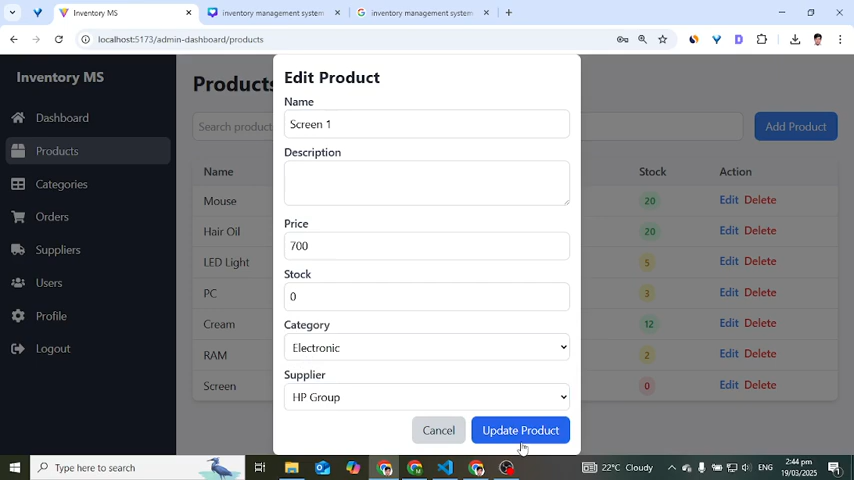 Inventory MS
inventory management system
inventory management system
localhost:5173/admin-dashboard/products
Inventory MS
Dashboard
Products
Categories
Orders
Suppliers
Users
Profile
Logout
Products
Search produc
Add Product
Name
Stock
Action
Mouse
20
Edit Delete
Hair Oil
20
Edit Delete
LED Light
5
Edit Delete
PC
3
Edit Delete
Cream
12
Edit Delete
RAM
2
Edit Delete
Screen
0
Edit Delete
Edit Product
Name
Screen 1
Description
Price
700
Stock
0
Category
Electronic
Supplier
HP Group
Cancel
Update Product
Type here to search
22°C Cloudy
ENG
2:44 pm
19/03/2025